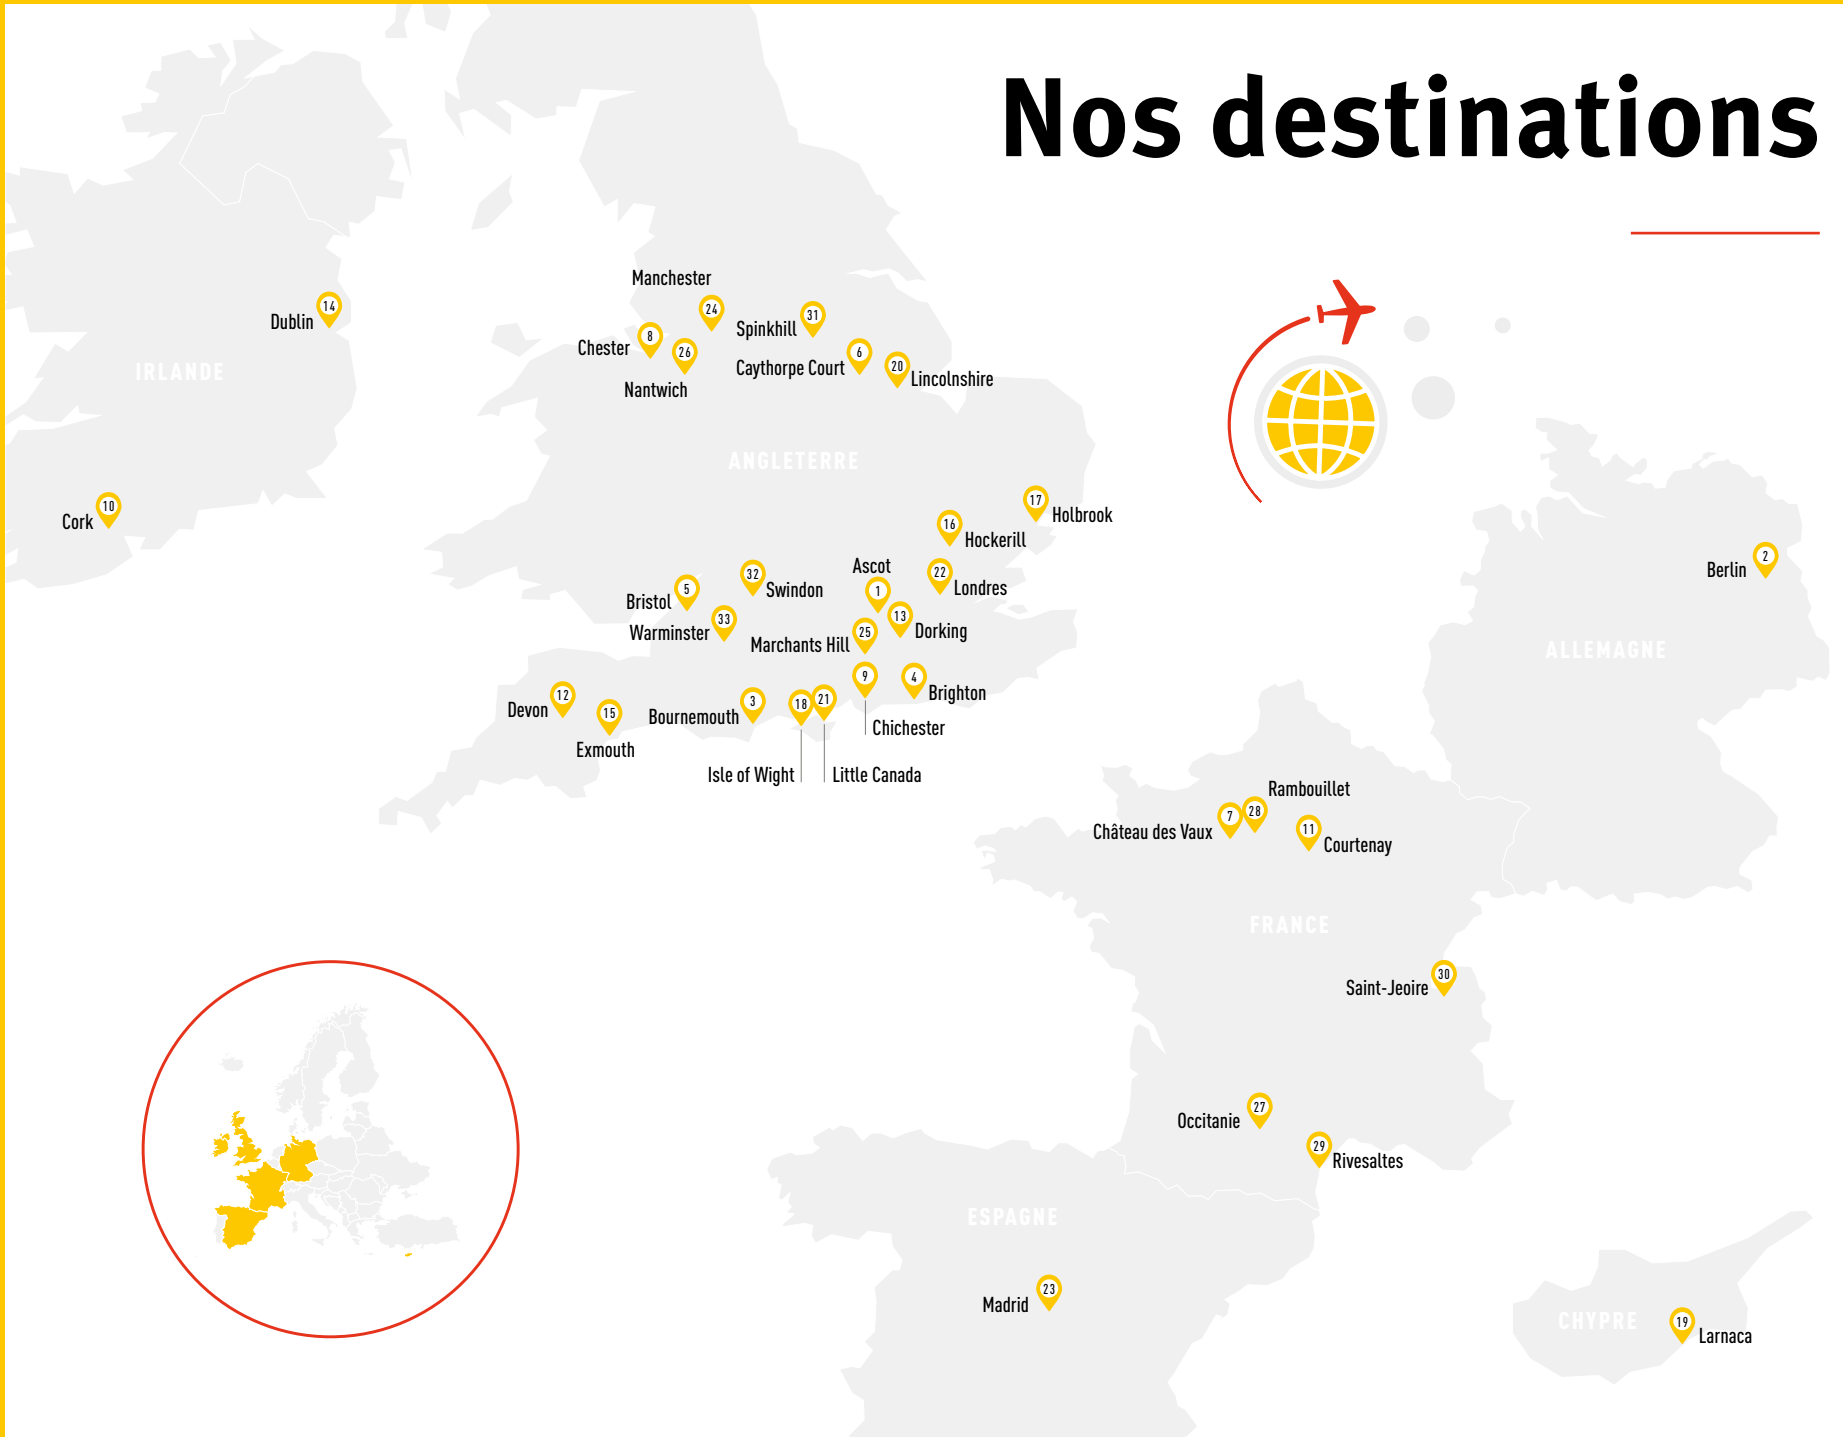 Nos destinations
Manchester
24
14
Dublin
31
Spinkhill
8
Chester
26
Nantwich
6
Caythorpe Court
20
Lincolnshire
IRLANDE
ANGLETERRE
10
Cork
17
Holbrook
16
Hockerill
2
Berlin
Ascot
1
22
Londres
32
Swindon
5
Bristol
33
Warminster
13
Dorking
25
Marchants Hill
ALLEMAGNE
9
Chichester
4
Brighton
12
Devon
15
Exmouth
3
Bournemouth
18
Isle of Wight
21
Little Canada
Rambouillet
28
7
Château des Vaux
11
Courtenay
FRANCE
30
Saint-Jeoire
27
Occitanie
29
Rivesaltes
ESPAGNE
23
Madrid
CHYPRE
19
Larnaca